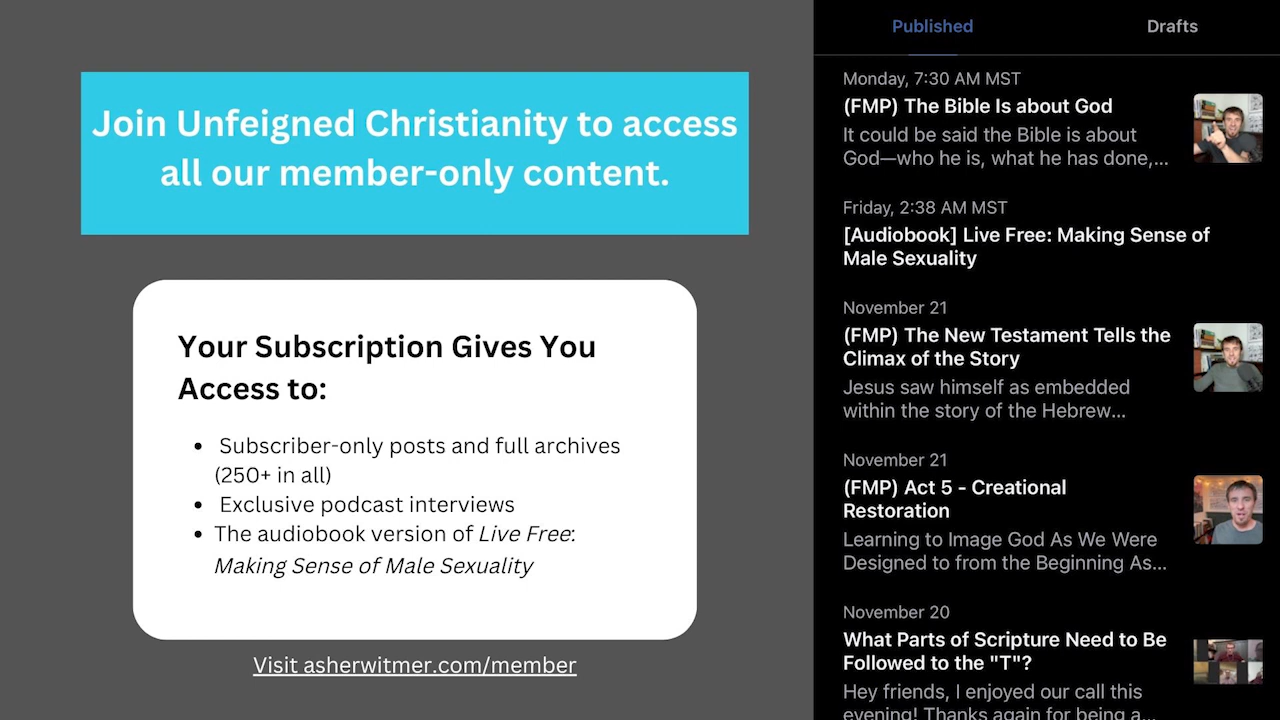 Join Unfeigned Christianity to access
all our member-only content.
Your Subscription Gives You
Access to:
• Subscriber-only posts and full archives
(250+ in all)
• Exclusive podcast interviews
• The audiobook version of Live Free:
Making Sense of Male Sexuality
Visit asherwitmer.com/member
Published
Drafts
Monday, 7:30 AM MST
(FMP) The Bible Is about God
It could be said the Bible is about
God—who he is, what he has done,...
Friday, 2:38 AM MST
[Audiobook] Live Free: Making Sense of
Male Sexuality
November 21
(FMP) The New Testament Tells the
Climax of the Story
Jesus saw himself as embedded
within the story of the Hebrew...
November 21
(FMP) Act 5 - Creational
Restoration
Learning to Image God As We Were
Designed to from the Beginning As...
November 20
What Parts of Scripture Need to Be
Followed to the "T"?
Hey friends, I enjoyed our call this
evening! Thanks again for being a...